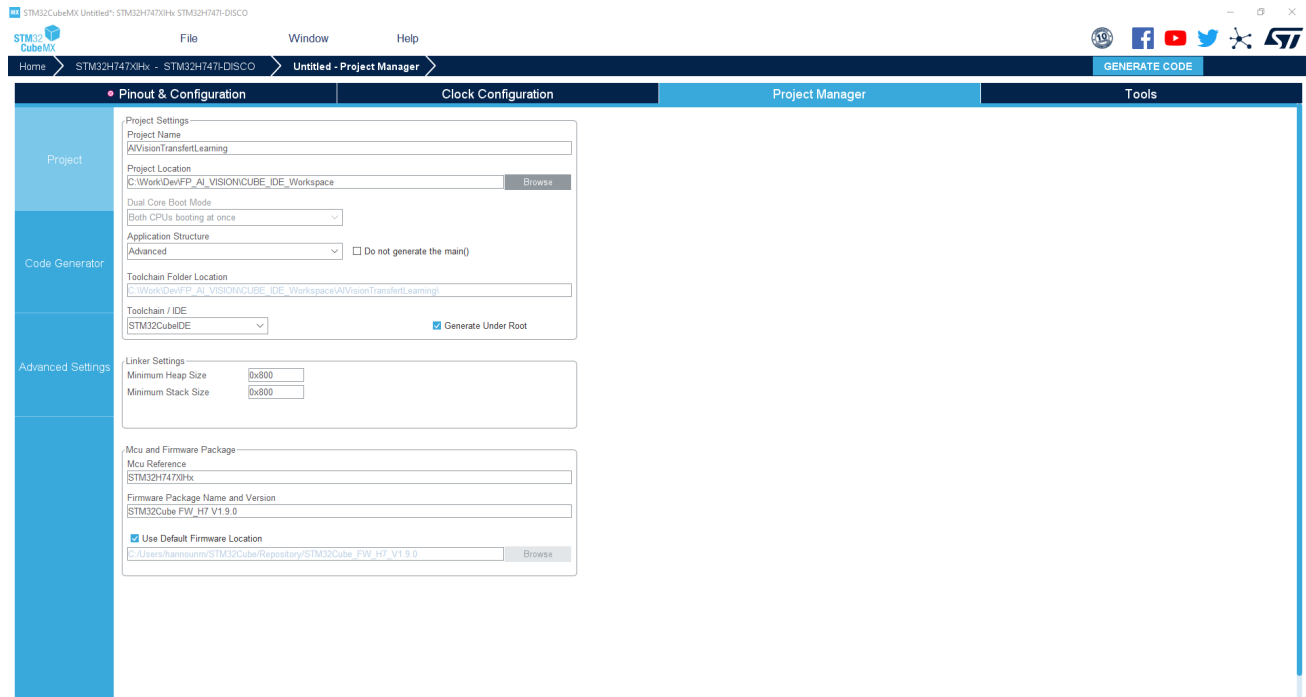 MX STM32CubeMX Untitled*: STM32H747XIHx STM32H747I-DISCO
STM32 CubeMX
File Window Help
10
Home STM32H747XIHx - STM32H747I-DISCO Untitled - Project Manager GENERATE CODE
Pinout & Configuration Clock Configuration Project Manager Tools
Project
Code Generator
Advanced Settings
Project Settings
Project Name
AIVisionTransfertLearning
Project Location
C:\Work\Dev\FP_AI_VISION\CUBE_IDE_Workspace Browse
Dual Core Boot Mode
Both CPUs booting at once
Application Structure
Advanced Do not generate the main()
Toolchain Folder Location
C:\Work\Dev\FP_AI_VISION\CUBE_IDE_Workspace\AIVisionTransfertLearning\
Toolchain / IDE
STM32CubeIDE Generate Under Root
Linker Settings
Minimum Heap Size 0x800
Minimum Stack Size 0x800
Mcu and Firmware Package
Mcu Reference
STM32H747XIHx
Firmware Package Name and Version
STM32Cube FW_H7 V1.9.0
Use Default Firmware Location
C:/Users/hannounm/STM32Cube/Repository/STM32Cube_FW_H7_V1.9.0 Browse